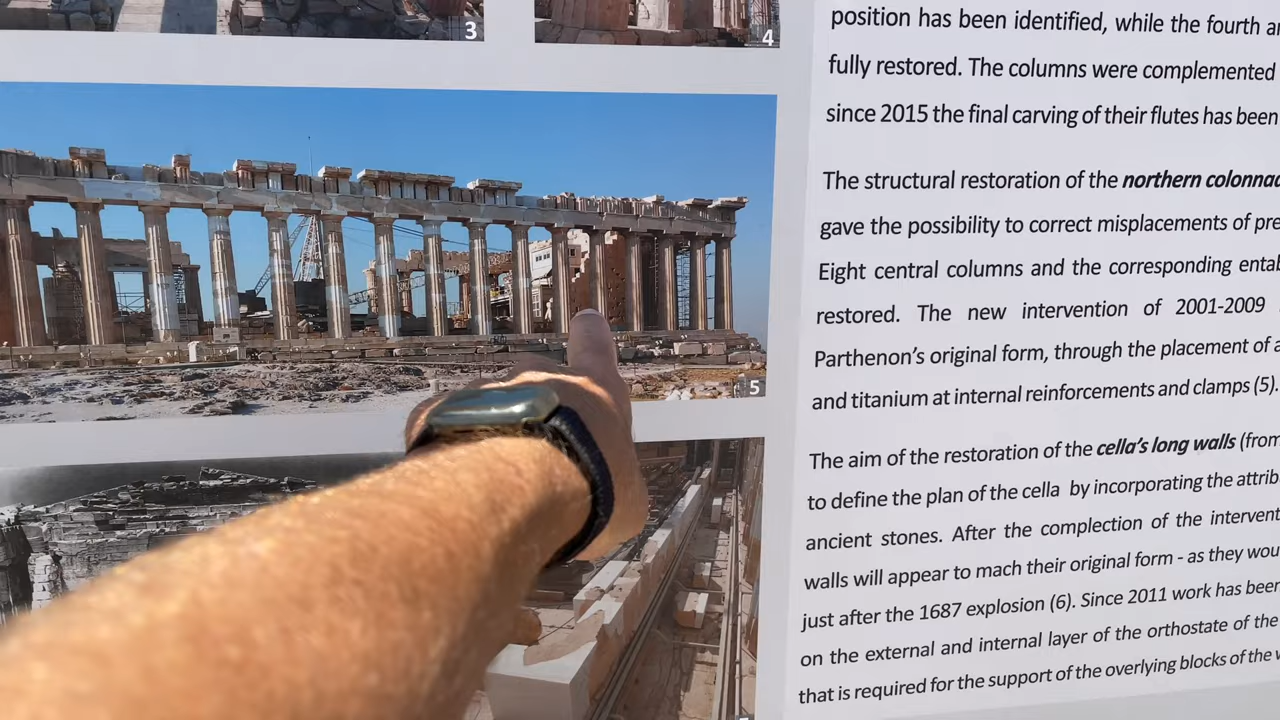 3
4
5
position has been identified, while the fourth
fully restored. The columns were complemented
since 2015 the final carving of their flutes has been
The structural restoration of the northern
gave the possibility to correct misplacements of
Eight central columns and the corresponding
restored. The new intervention of 2001-2009
Parthenon's original form, through the placement of
and titanium at internal reinforcements and clamps (5).
The aim of the restoration of the cella's long walls (from
to define the plan of the cella by incorporating the
ancient stones. After the complection of the
walls will appear to mach their original form - as they
just after the 1687 explosion (6). Since 2011 work has been
on the external and internal layer of the orthostate of the
that is required for the support of the overlying blocks of the